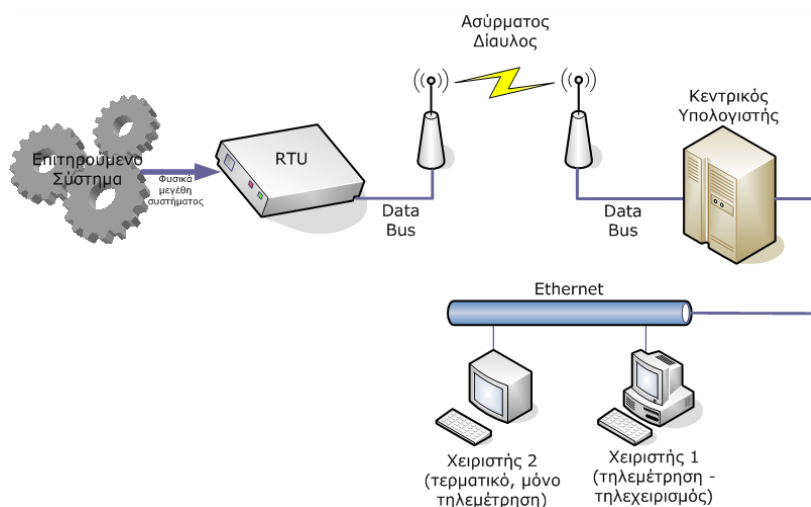 Ασύρματος
Δίαυλος
Κεντρικός
Υπολογιστής
Επιτηρούμενο
Σύστημα
Φυσικά
μεγέθη
συστήματος
RTU
Data
Bus
Data
Bus
Ethernet
Χειριστής 2
(τερματικό, μόνο
τηλεμέτρηση)
Χειριστής 1
(τηλεμέτρηση -
τηλεχειρισμός)